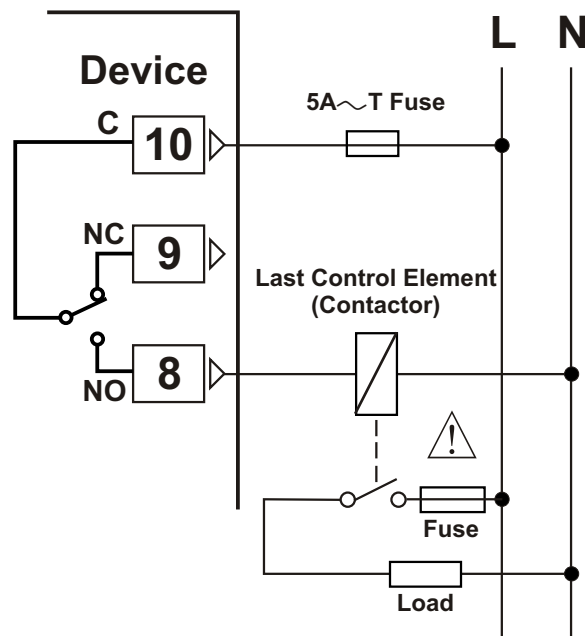 L N
Device
5A～T Fuse
C
10
NC
9
Last Control Element
(Contactor)
8
NO
!
Fuse
Load